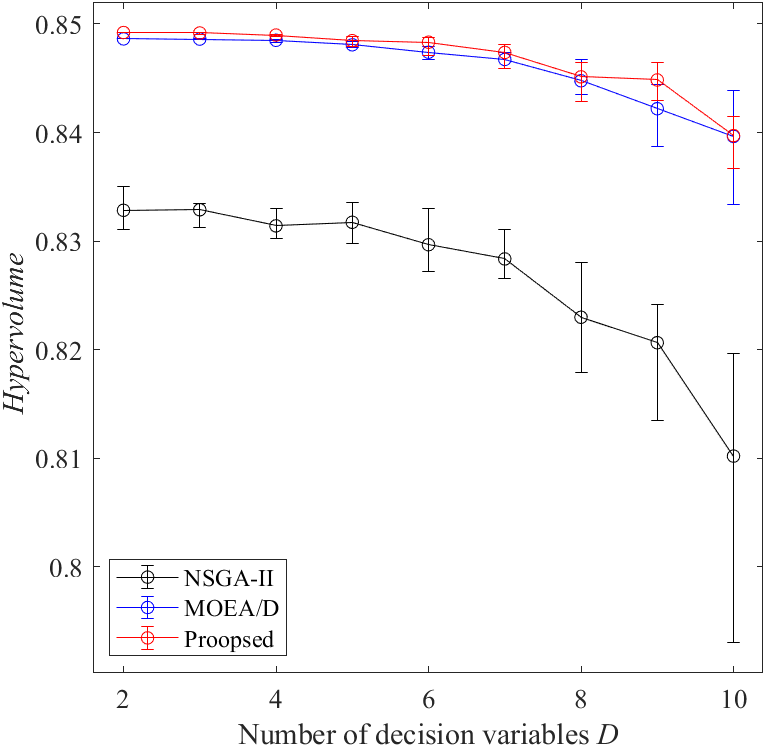 0.85
0.84
0.83
0.82
0.81
0.8
Hypervolume
NSGA-II
MOEA/D
Proopsed
2
4
6
8
10
Number of decision variables D